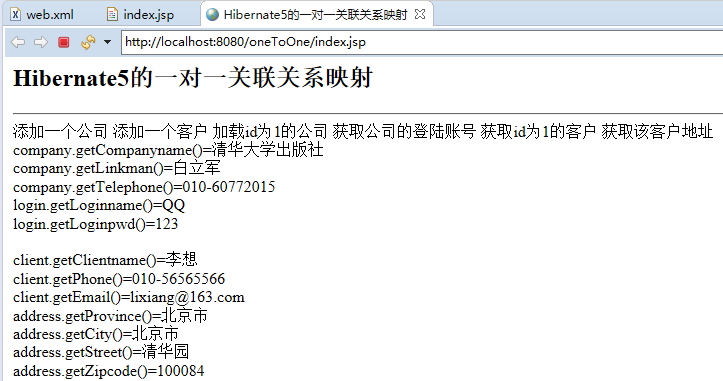 web.xml index.jsp Hibernate5的一对一关联关系映射
http://localhost:8080/oneToOne/index.jsp
Hibernate5的一对一关联关系映射
添加一个公司 添加一个客户 加载id为1的公司 获取公司的登陆账号 获取id为1的客户 获取该客户地址
company.getCompanyname()=清华大学出版社
company.getLinkman()=白立军
company.getTelephone()=010-60772015
login.getLoginname()=QQ
login.getLoginpwd()=123
client.getClientname()=李想
client.getPhone()=010-56565566
client.getEmail()=lixiang@163.com
address.getProvince()=北京市
address.getCity()=北京市
address.getStreet()=清华园
address.getZipcode()=100084